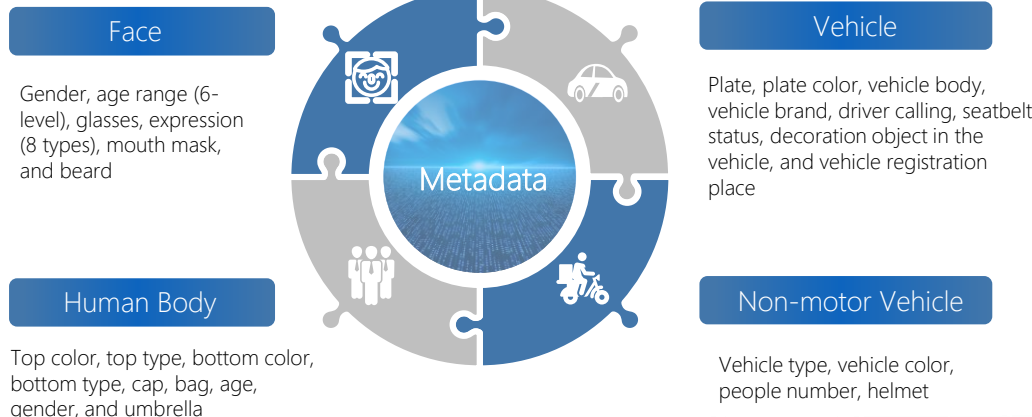 Face
Gender, age range (6-
level), glasses, expression
(8 types), mouth mask,
and beard
Vehicle
Plate, plate color, vehicle body,
vehicle brand, driver calling, seatbelt
status, decoration object in the
vehicle, and vehicle registration
place
Metadata
Human Body
Top color, top type, bottom color,
bottom type, cap, bag, age,
gender, and umbrella
Non-motor Vehicle
Vehicle type, vehicle color,
people number, helmet